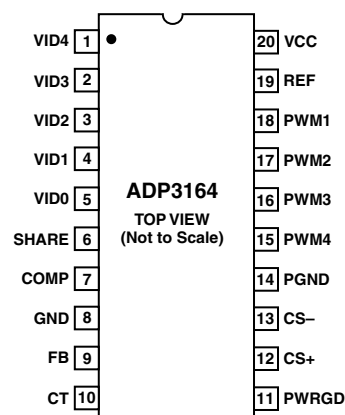 VID4 1
VID3 2
VID2 3
VID1 4
VID0 5
SHARE 6
COMP 7
GND 8
FB 9
CT 10
ADP3164
TOP VIEW
(Not to Scale)
20 VCC
19 REF
18 PWM1
17 PWM2
16 PWM3
15 PWM4
14 PGND
13 CS–
12 CS+
11 PWRGD